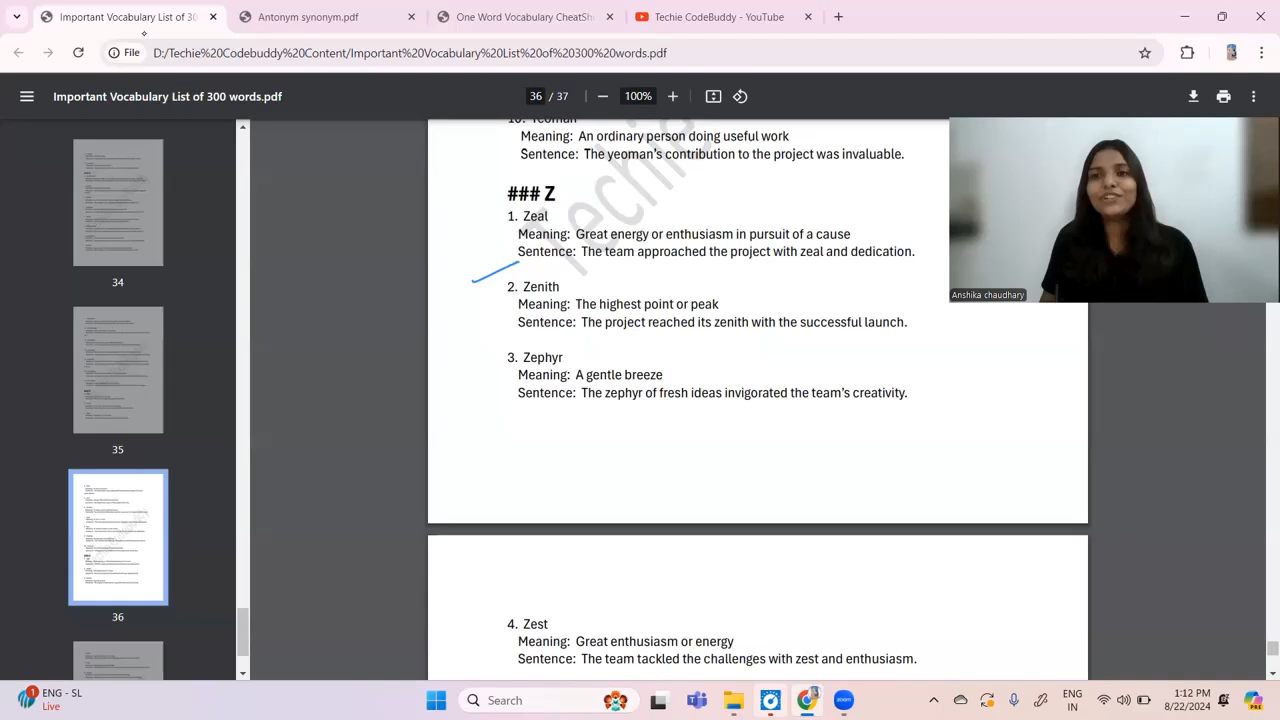 Important Vocabulary List of 30
Antonym synonym.pdf
One Word Vocabulary CheatSh
Techie CodeBuddy - YouTube
File
D:/Techie%20Codebuddy%20Content/Important%20Vocabulary%20List%20of%20300%20words.pdf
Important Vocabulary List of 300 words.pdf
36 / 37
100%
10. Yeoman
Meaning: An ordinary person doing useful work
Sentence: The yeoman's contribution to the project was invaluable.
### Z
1. Zeal
Meaning: Great energy or enthusiasm in pursuit of a cause
Sentence: The team approached the project with zeal and dedication.
2. Zenith
Meaning: The highest point or peak
Sentence: The project reached its zenith with the successful launch.
3. Zephyr
Meaning: A gentle breeze
Sentence: The zephyr of fresh ideas invigorated the team's creativity.
4. Zest
Meaning: Great enthusiasm or energy
Sentence: The team tackled the challenges with zest and enthusiasm.
Techie
34
35
36
Anshika chaudhary
1
ENG - SL
Live
Search
zoom
ENG
IN
1:12 PM
8/22/2024